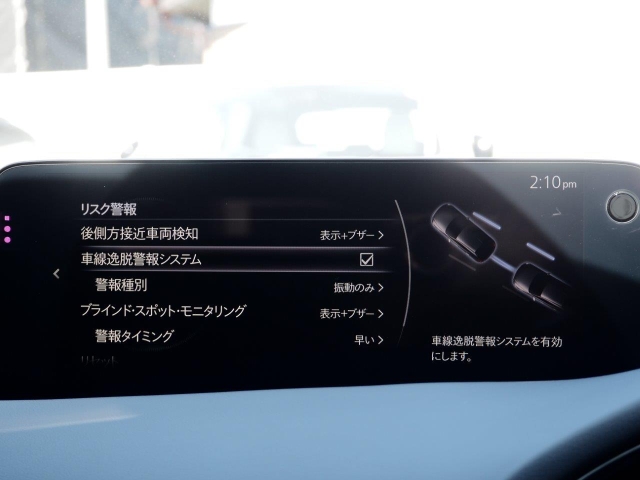 2:10pm
リスク警報
後側方接近車両検知 表示+ブザー
車線逸脱警報システム
警報種別 振動のみ
ブラインド・スポット・モニタリング 表示+ブザー
警報タイミング 早い
リセット
車線逸脱警報システムを有効
にします。